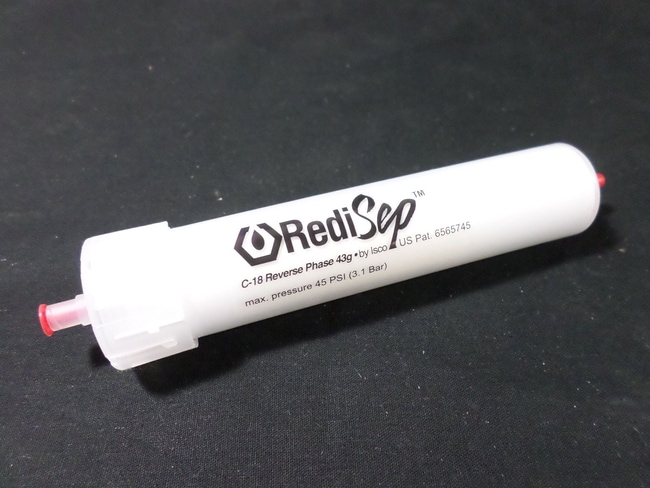 RediSep™
C-18 Reverse Phase 43g • by Isco US Pat. 6565745
max. pressure 45 PSI (3.1 Bar)